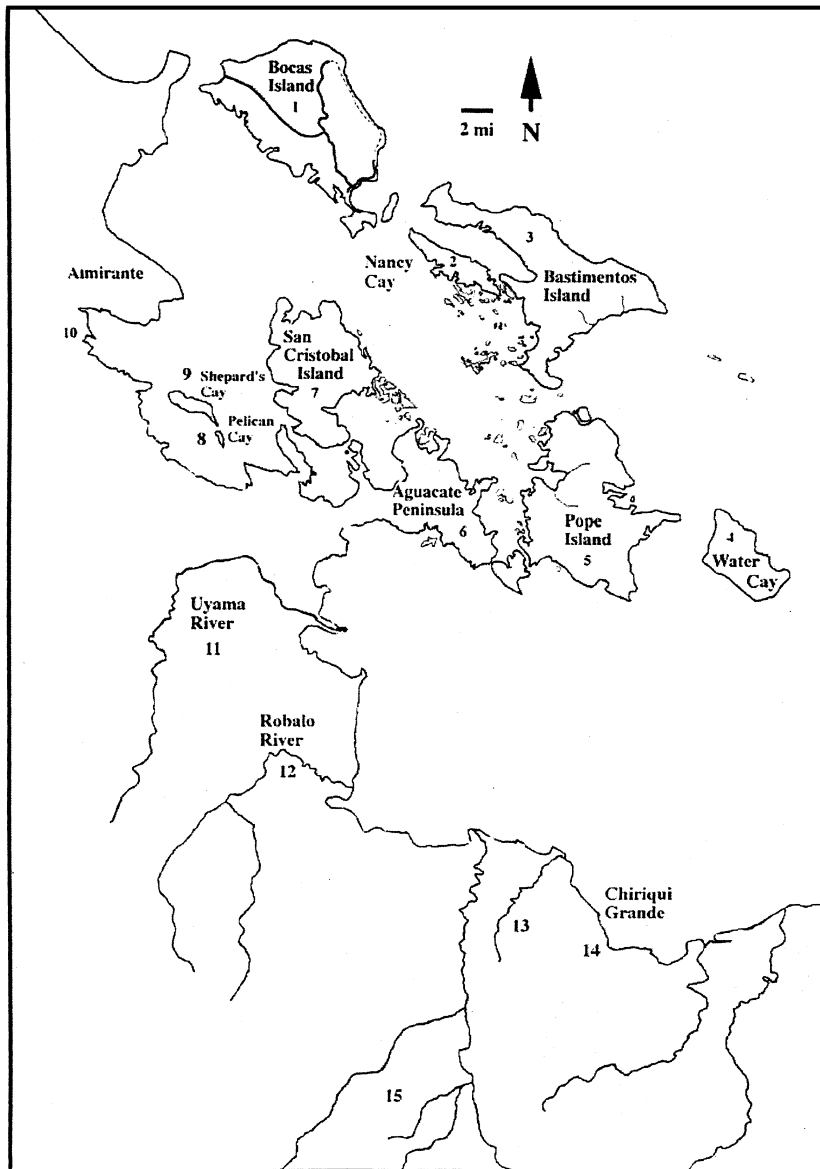 Bocas
Island
1
2 mi
N
3
2
Nancy
Cay
Bastimentos
Island
Almirante
10
San
Cristobal
Island
7
9
Shepard's
Cay
8
Pelican
Cay
Aguacate
Peninsula
6
Pope
Island
5
4
Water
Cay
Uyama
River
11
Robalo
River
12
Chiriqui
Grande
13
14
15